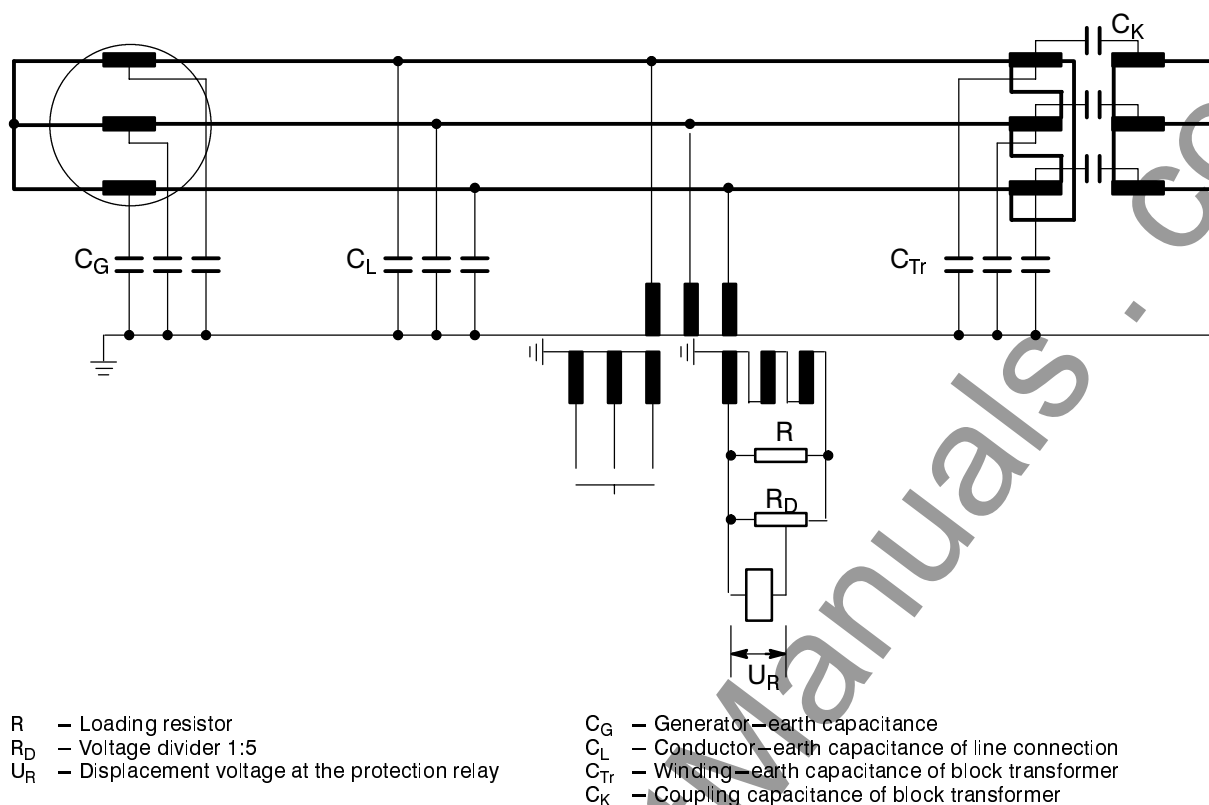 C_K
C_G
C_L
C_Tr
R
R_D
U_R
R – Loading resistor
R_D – Voltage divider 1:5
U_R – Displacement voltage at the protection relay
C_G – Generator–earth capacitance
C_L – Conductor–earth capacitance of line connection
C_Tr – Winding–earth capacitance of block transformer
C_K – Coupling capacitance of block transformer
Manuals . co